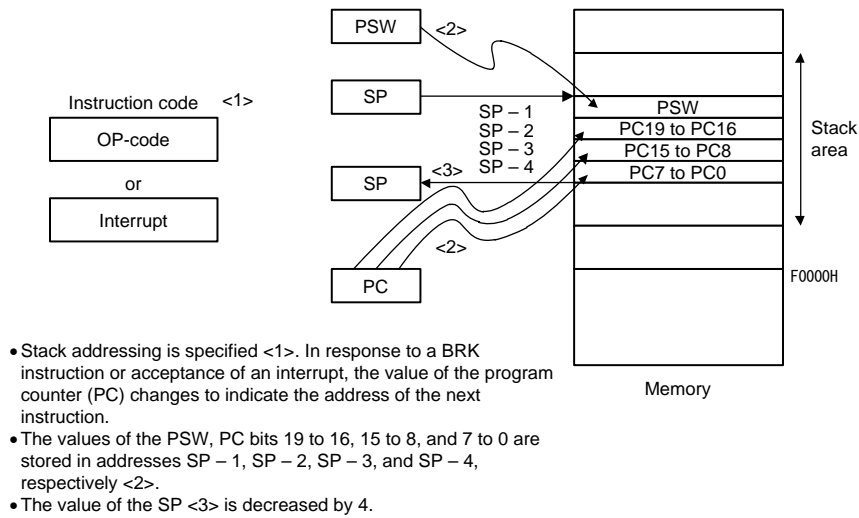 PSW
<2>
SP
Instruction code <1>
OP-code
or
Interrupt
SP – 1
SP – 2
SP – 3
SP – 4
PSW
PC19 to PC16
PC15 to PC8
PC7 to PC0
Stack
area
SP
<3>
<2>
PC
F0000H
Memory
• Stack addressing is specified <1>. In response to a BRK
instruction or acceptance of an interrupt, the value of the program
counter (PC) changes to indicate the address of the next
instruction.
• The values of the PSW, PC bits 19 to 16, 15 to 8, and 7 to 0 are
stored in addresses SP – 1, SP – 2, SP – 3, and SP – 4,
respectively <2>.
• The value of the SP <3> is decreased by 4.